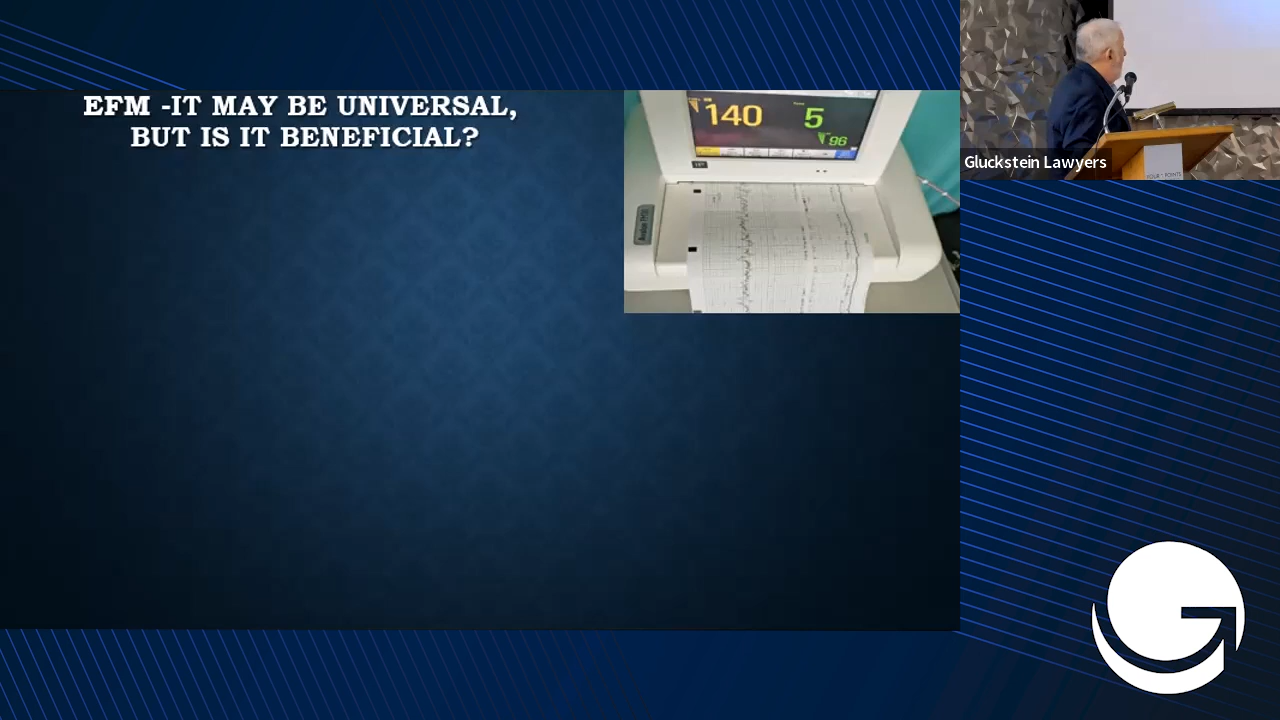 EFM -IT MAY BE UNIVERSAL,
BUT IS IT BENEFICIAL?
140
5
96
Gluckstein Lawyers